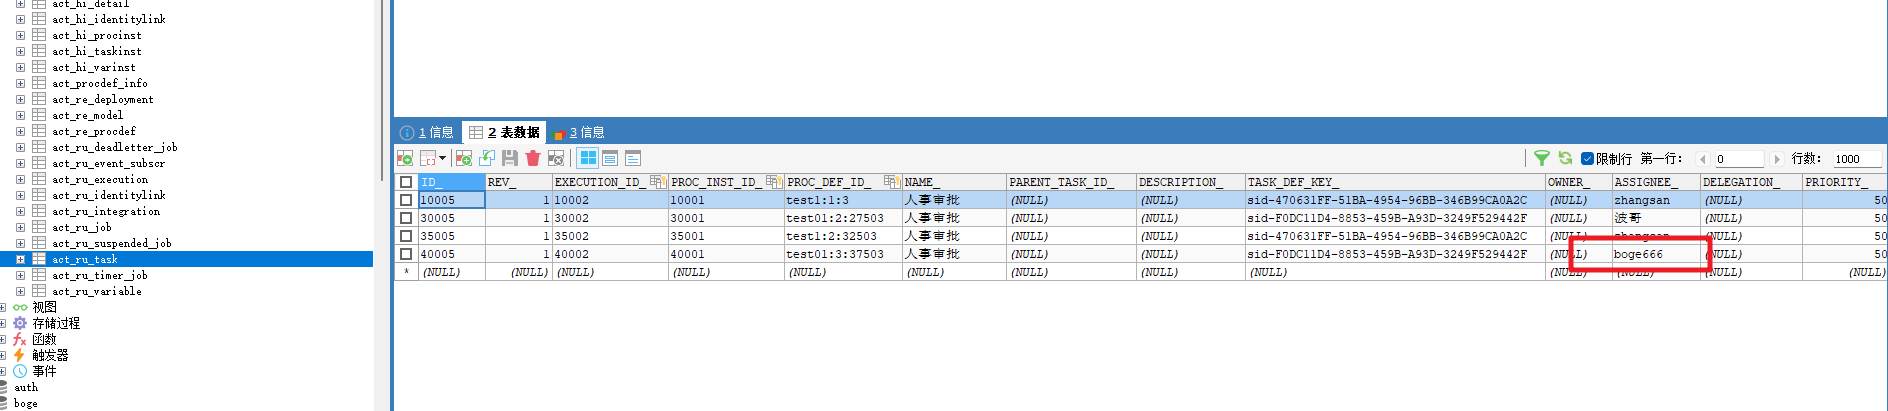 act_hi_detail
act_hi_identitylink
act_hi_procinst
act_hi_taskinst
act_hi_varinst
act_procdef_info
act_re_deployment
act_re_model
act_re_procdef
act_ru_deadletter_job
act_ru_event_subscr
act_ru_execution
act_ru_identitylink
act_ru_integration
act_ru_job
act_ru_suspended_job
act_ru_task
act_ru_timer_job
act_ru_variable
视图
存储过程
函数
触发器
事件
auth
boge
1 信息 2 表数据 3 信息
限制行 第一行: 0 行数: 1000
ID_ REV_ EXECUTION_ID_ PROC_INST_ID_ PROC_DEF_ID_ NAME_ PARENT_TASK_ID_ DESCRIPTION_ TASK_DEF_KEY_ OWNER_ ASSIGNEE_ DELEGATION_ PRIORITY_
10005 1 10002 10001 test1:1:3 人事审批 (NULL) (NULL) sid-470631FF-51BA-4954-96BB-346B99CA0A2C (NULL) zhangsan (NULL) 50
30005 1 30002 30001 test01:2:27503 人事审批 (NULL) (NULL) sid-F0DC11D4-8853-459B-A93D-3249F529442F (NULL) 波哥 (NULL) 50
35005 1 35002 35001 test1:2:32503 人事审批 (NULL) (NULL) sid-470631FF-51BA-4954-96BB-346B99CA0A2C (NULL) zhangsan (NULL) 50
40005 1 40002 40001 test01:3:37503 人事审批 (NULL) (NULL) sid-F0DC11D4-8853-459B-A93D-3249F529442F (NULL) boge666 (NULL) 50
* (NULL) (NULL) (NULL) (NULL) (NULL) (NULL) (NULL) (NULL) (NULL) (NULL) (NULL) (NULL) (NULL)